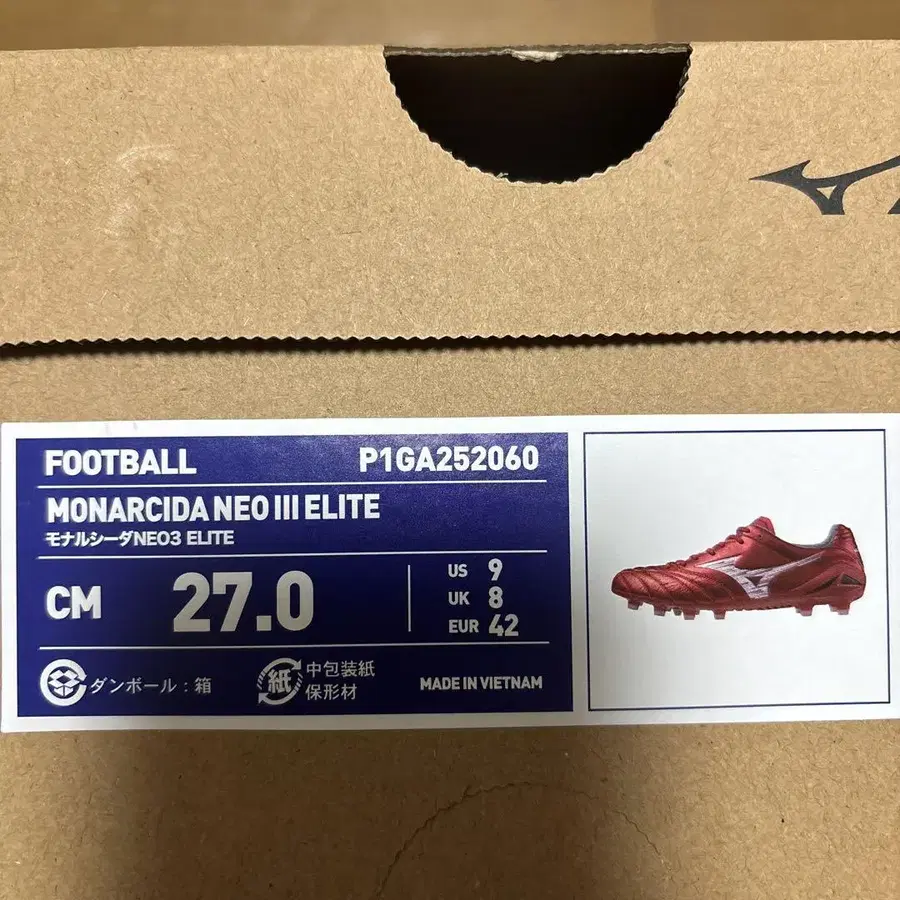 FOOTBALL P1GA252060
MONARCIDA NEO III ELITE
モナルシーダNEO3 ELITE
CM 27.0
US 9
UK 8
EUR 42
ダンボール：箱
紙
中包装紙
保形材
MADE IN VIETNAM